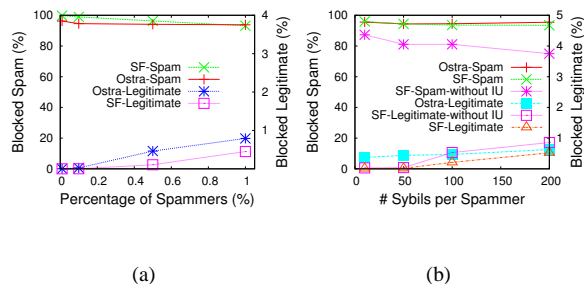 100
80
60
40
20
0
Blocked Spam (%)
4
3
2
1
Blocked Legitimate (%)
SF-Spam
Ostra-Spam
Ostra-Legitimate
SF-Legitimate
0 0.2 0.4 0.6 0.8 1
Percentage of Spammers (%)
(a)
100
80
60
40
20
0
Blocked Spam (%)
5
4
3
2
1
0
Blocked Legitimate (%)
Ostra-Spam
SF-Spam
SF-Spam-without IU
Ostra-Legitimate
SF-Legitimate-without IU
SF-Legitimate
0 50 100 150 200
# Sybils per Spammer
(b)